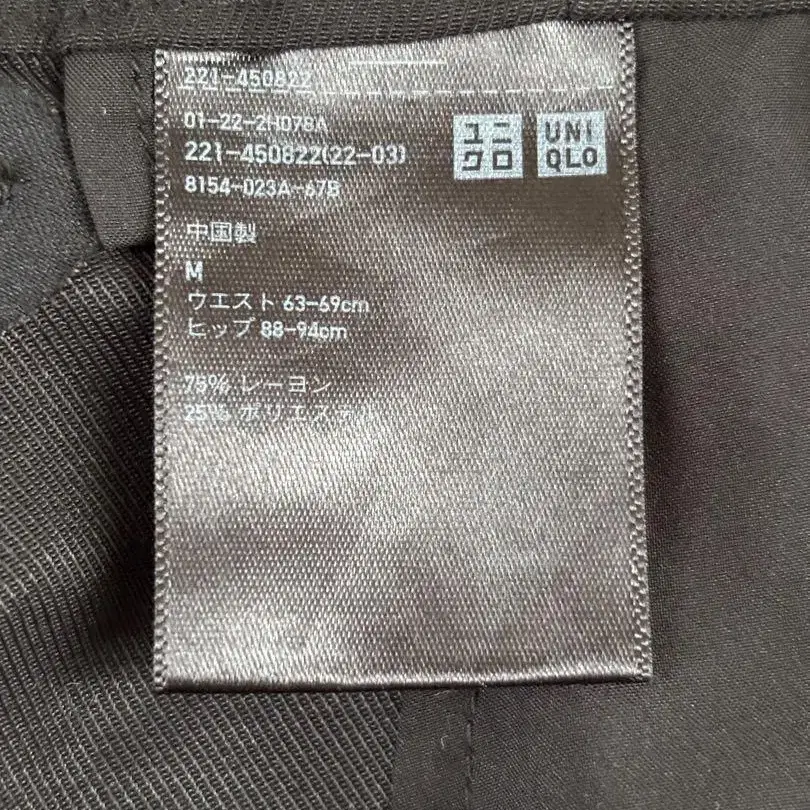 221-450822
01-22-2H078A
221-450822(22-03)
8154-023A-67B
ユニ
クロ
UNI
QLO
中国製
M
ウエスト 63-69cm
ヒップ 88-94cm
75% レーヨン
25% ポリエステル